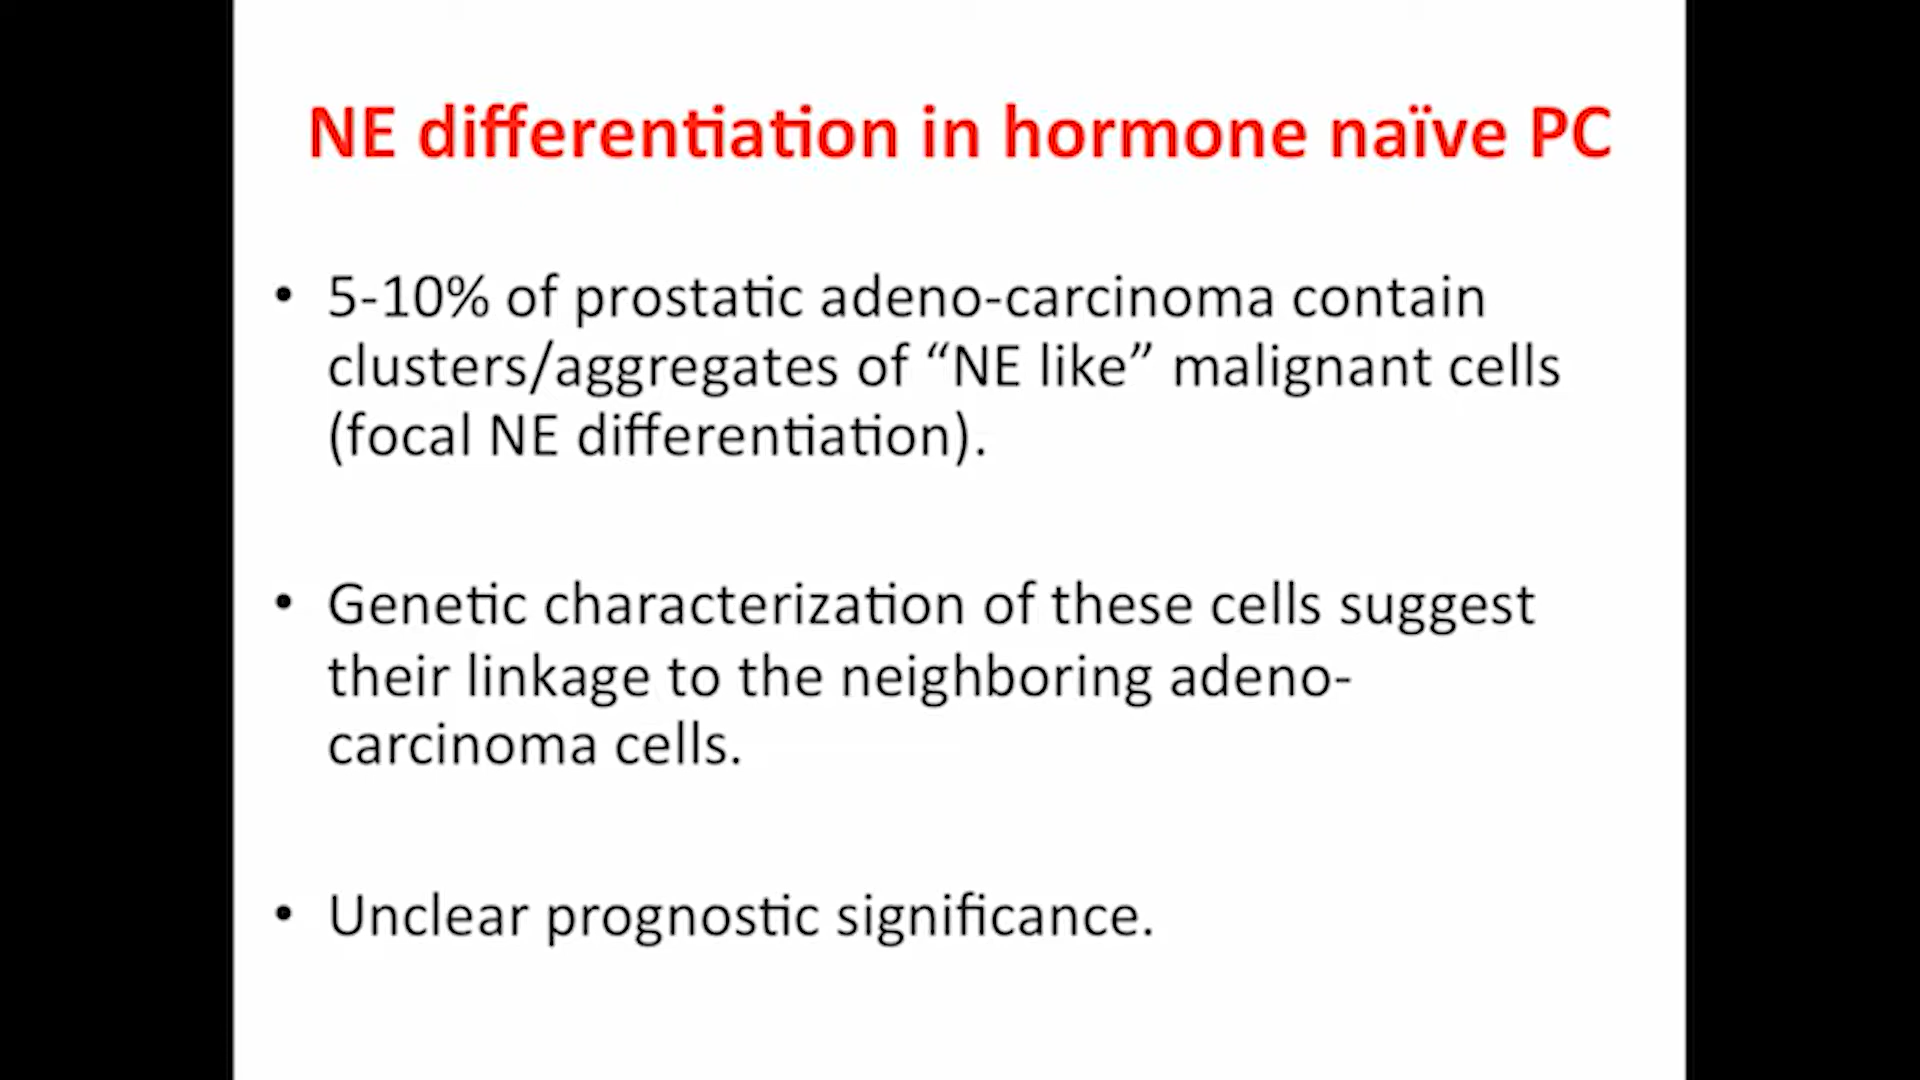 NE differentiation in hormone naïve PC
• 5-10% of prostatic adeno-carcinoma contain
clusters/aggregates of “NE like” malignant cells
(focal NE differentiation).
• Genetic characterization of these cells suggest
their linkage to the neighboring adeno-
carcinoma cells.
• Unclear prognostic significance.